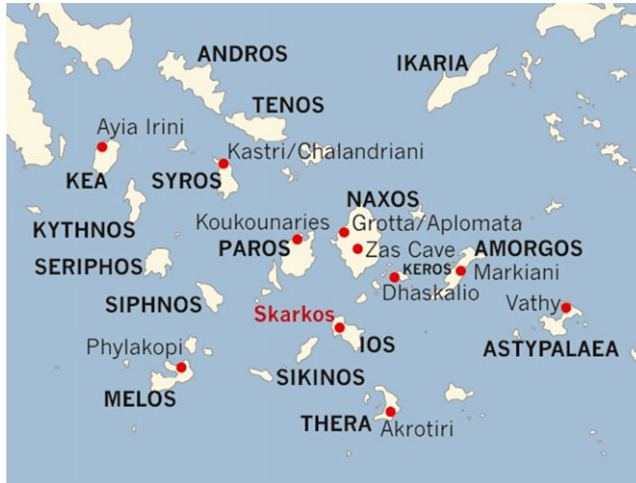 ANDROS
IKARIA
TENOS
Ayia Irini
Kastri/Chalandriani
KEA
SYROS
NAXOS
KYTHNOS
Koukounaries
Grotta/Aplomata
PAROS
Zas Cave
AMORGOS
SERIPHOS
KEROS
Markiani
Dhaskalio
SIPHNOS
Vathy
Skarkos
Phylakopi
IOS
ASTYPALAEA
SIKINOS
MELOS
THERA
Akrotiri